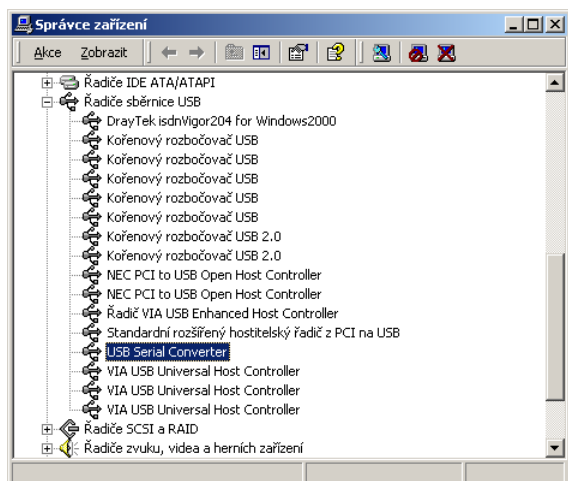 Správce zařízení
Akce Zobrazit
Řadiče IDE ATA/ATAPI
Řadiče sběrnice USB
DrayTek isdnVigor204 for Windows2000
Kořenový rozbočovač USB
Kořenový rozbočovač USB
Kořenový rozbočovač USB
Kořenový rozbočovač USB
Kořenový rozbočovač USB
Kořenový rozbočovač USB 2.0
Kořenový rozbočovač USB 2.0
NEC PCI to USB Open Host Controller
NEC PCI to USB Open Host Controller
Řadič VIA USB Enhanced Host Controller
Standardní rozšířený hostitelský řadič z PCI na USB
USB Serial Converter
VIA USB Universal Host Controller
VIA USB Universal Host Controller
VIA USB Universal Host Controller
Řadiče SCSI a RAID
Řadiče zvuku, videa a herních zařízení